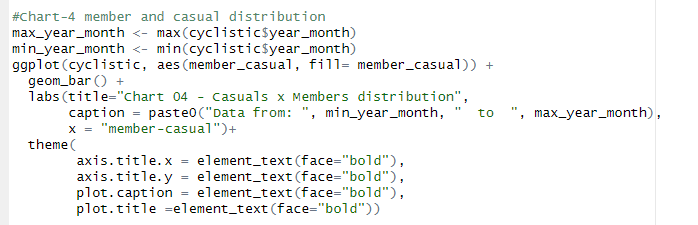 #Chart-4 member and casual distribution
max_year_month <- max(cyclistic$year_month)
min_year_month <- min(cyclistic$year_month)
ggplot(cyclistic, aes(member_casual, fill= member_casual)) +
  geom_bar() +
  labs(title="Chart 04 - Casuals x Members distribution",
       caption = paste0("Data from: ", min_year_month, "  to  ", max_year_month),
       x = "member-casual")+
  theme(
        axis.title.x = element_text(face="bold"),
        axis.title.y = element_text(face="bold"),
        plot.caption = element_text(face="bold"),
        plot.title =element_text(face="bold"))